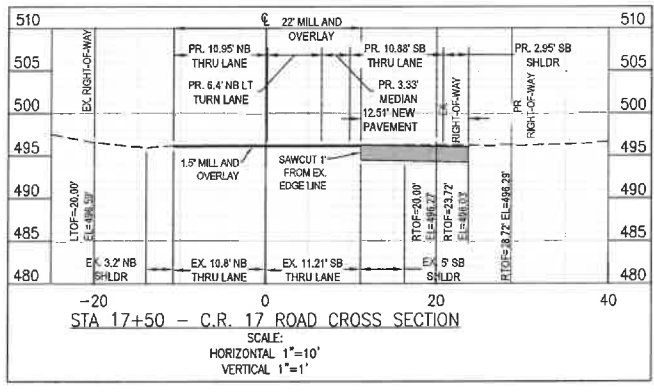 510
505
500
495
490
485
480
℄
22' MILL AND
OVERLAY
PR. 10.95' NB
THRU LANE
PR. 10.88' SB
THRU LANE
PR. 2.95' SB
SHLDR
EX. RIGHT-OF-WAY
PR. 6.4' NB LT
TURN LANE
PR. 3.33'
MEDIAN
12.51' NEW
PAVEMENT
EX.
RIGHT-OF-WAY
PR.
RIGHT-OF-WAY
1.5" MILL AND
OVERLAY
SAWCUT 1'
FROM EX.
EDGE LINE
LTOF=-20.00'
EL=496.59'
RTOF=20.00'
EL=496.27'
RTOF=23.72'
EL=496.03'
RTOF=28.72' EL=496.29'
EX. 3.2' NB
SHLDR
EX. 10.8' NB
THRU LANE
EX. 11.21' SB
THRU LANE
EX. 5' SB
SHLDR
510
505
500
495
490
485
480
-20
0
20
40
STA 17+50 - C.R. 17 ROAD CROSS SECTION
SCALE:
HORIZONTAL 1"=10'
VERTICAL 1"=1'